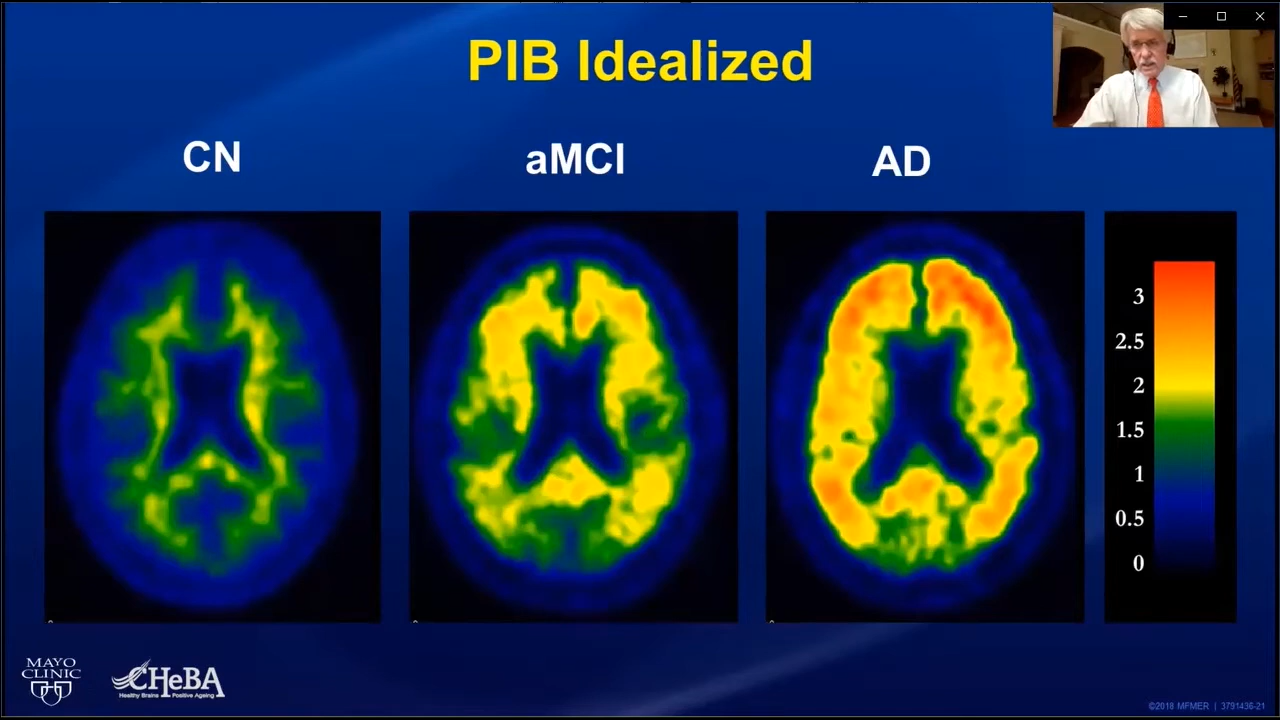 PIB Idealized
CN
aMCI
AD
3
2.5
2
1.5
1
0.5
0
MAYO
CLINIC
CHeBA
Healthy Brains Positive Ageing
©2018 MFMER | 3791436-21